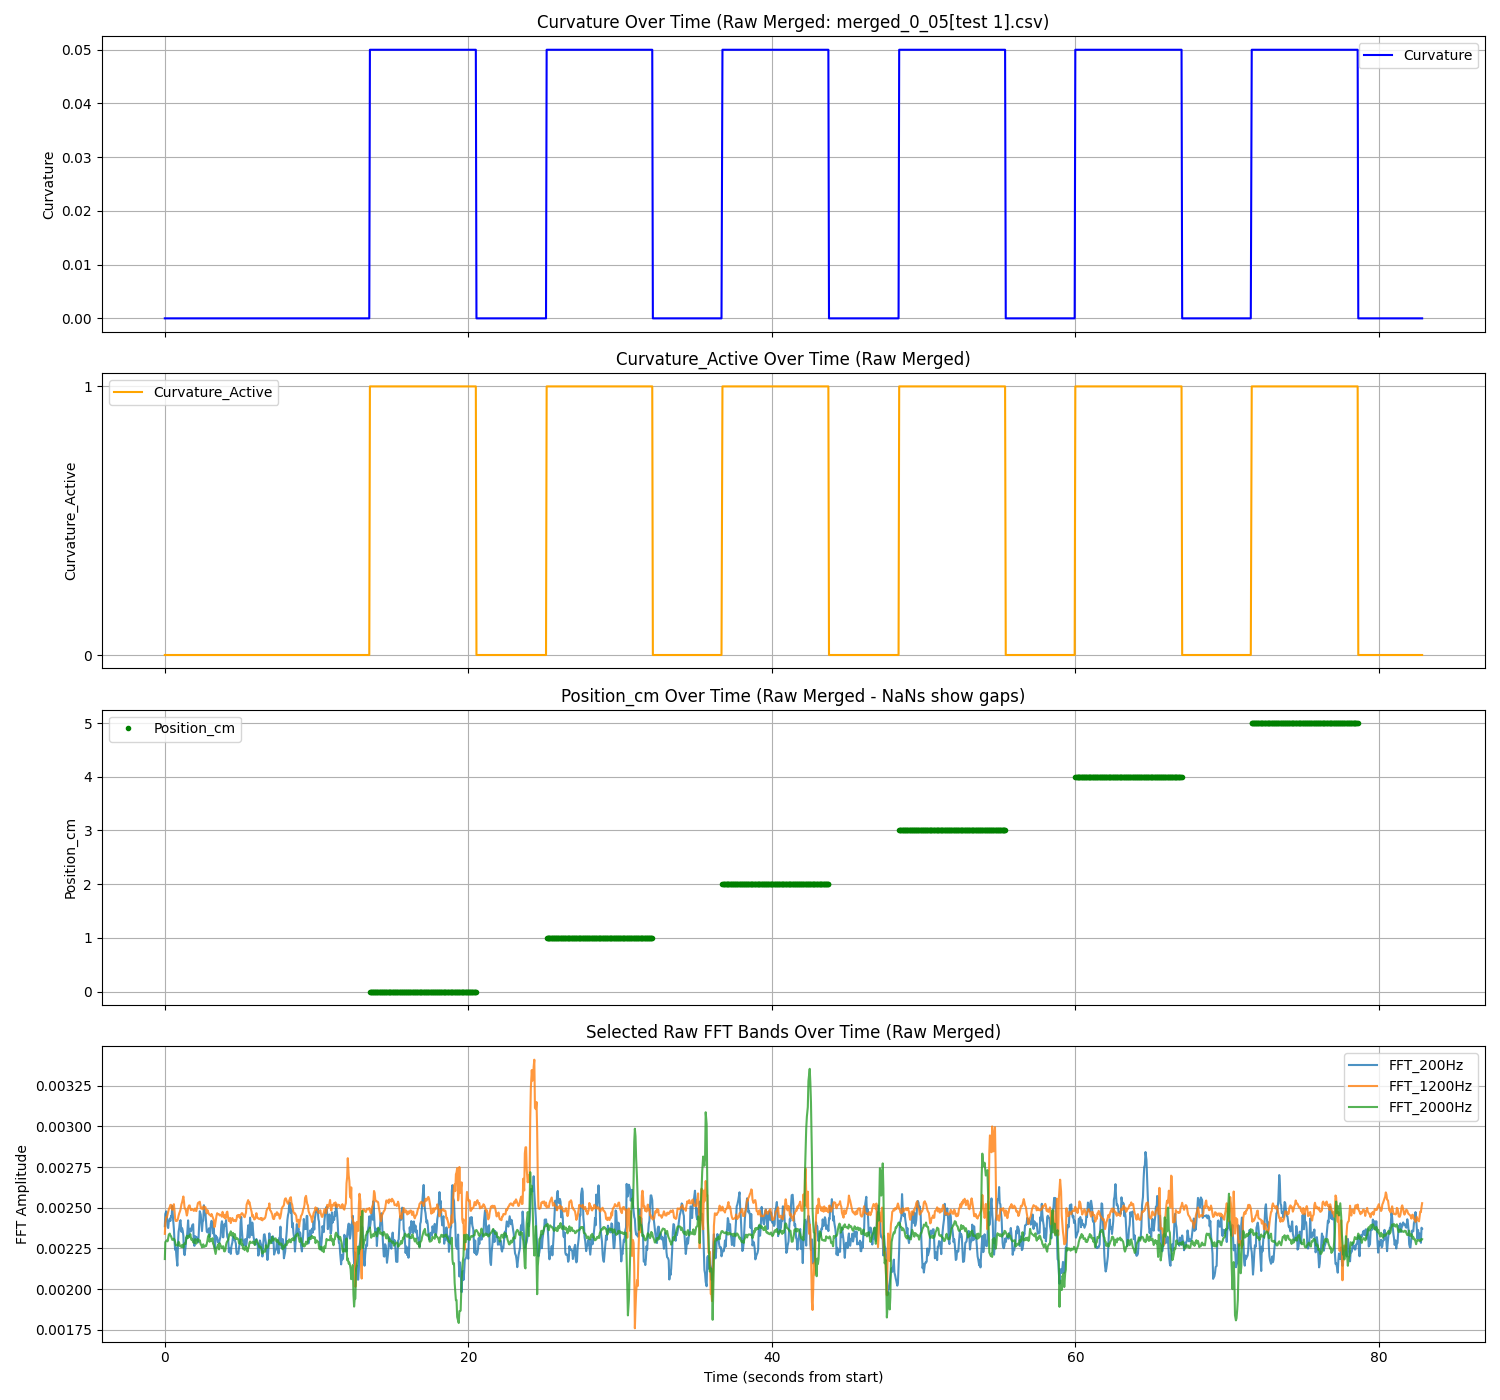 Curvature Over Time (Raw Merged: merged_0_05[test 1].csv)
0.05
0.04
0.03
0.02
0.01
0.00
Curvature
Curvature
Curvature_Active Over Time (Raw Merged)
1
0
Curvature_Active
Curvature_Active
Position_cm Over Time (Raw Merged - NaNs show gaps)
5
4
3
2
1
0
Position_cm
Position_cm
Selected Raw FFT Bands Over Time (Raw Merged)
0.00325
0.00300
0.00275
0.00250
0.00225
0.00200
0.00175
FFT Amplitude
FFT_200Hz
FFT_1200Hz
FFT_2000Hz
0 20 40 60 80
Time (seconds from start)